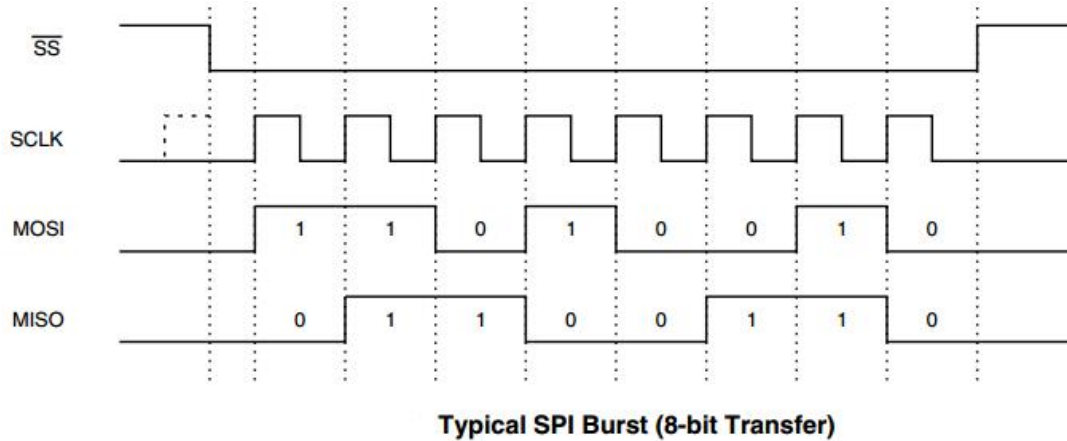 S̅S̅
SCLK
MOSI 1 1 0 1 0 0 1 0
MISO 0 1 1 0 0 1 1 0
Typical SPI Burst (8-bit Transfer)